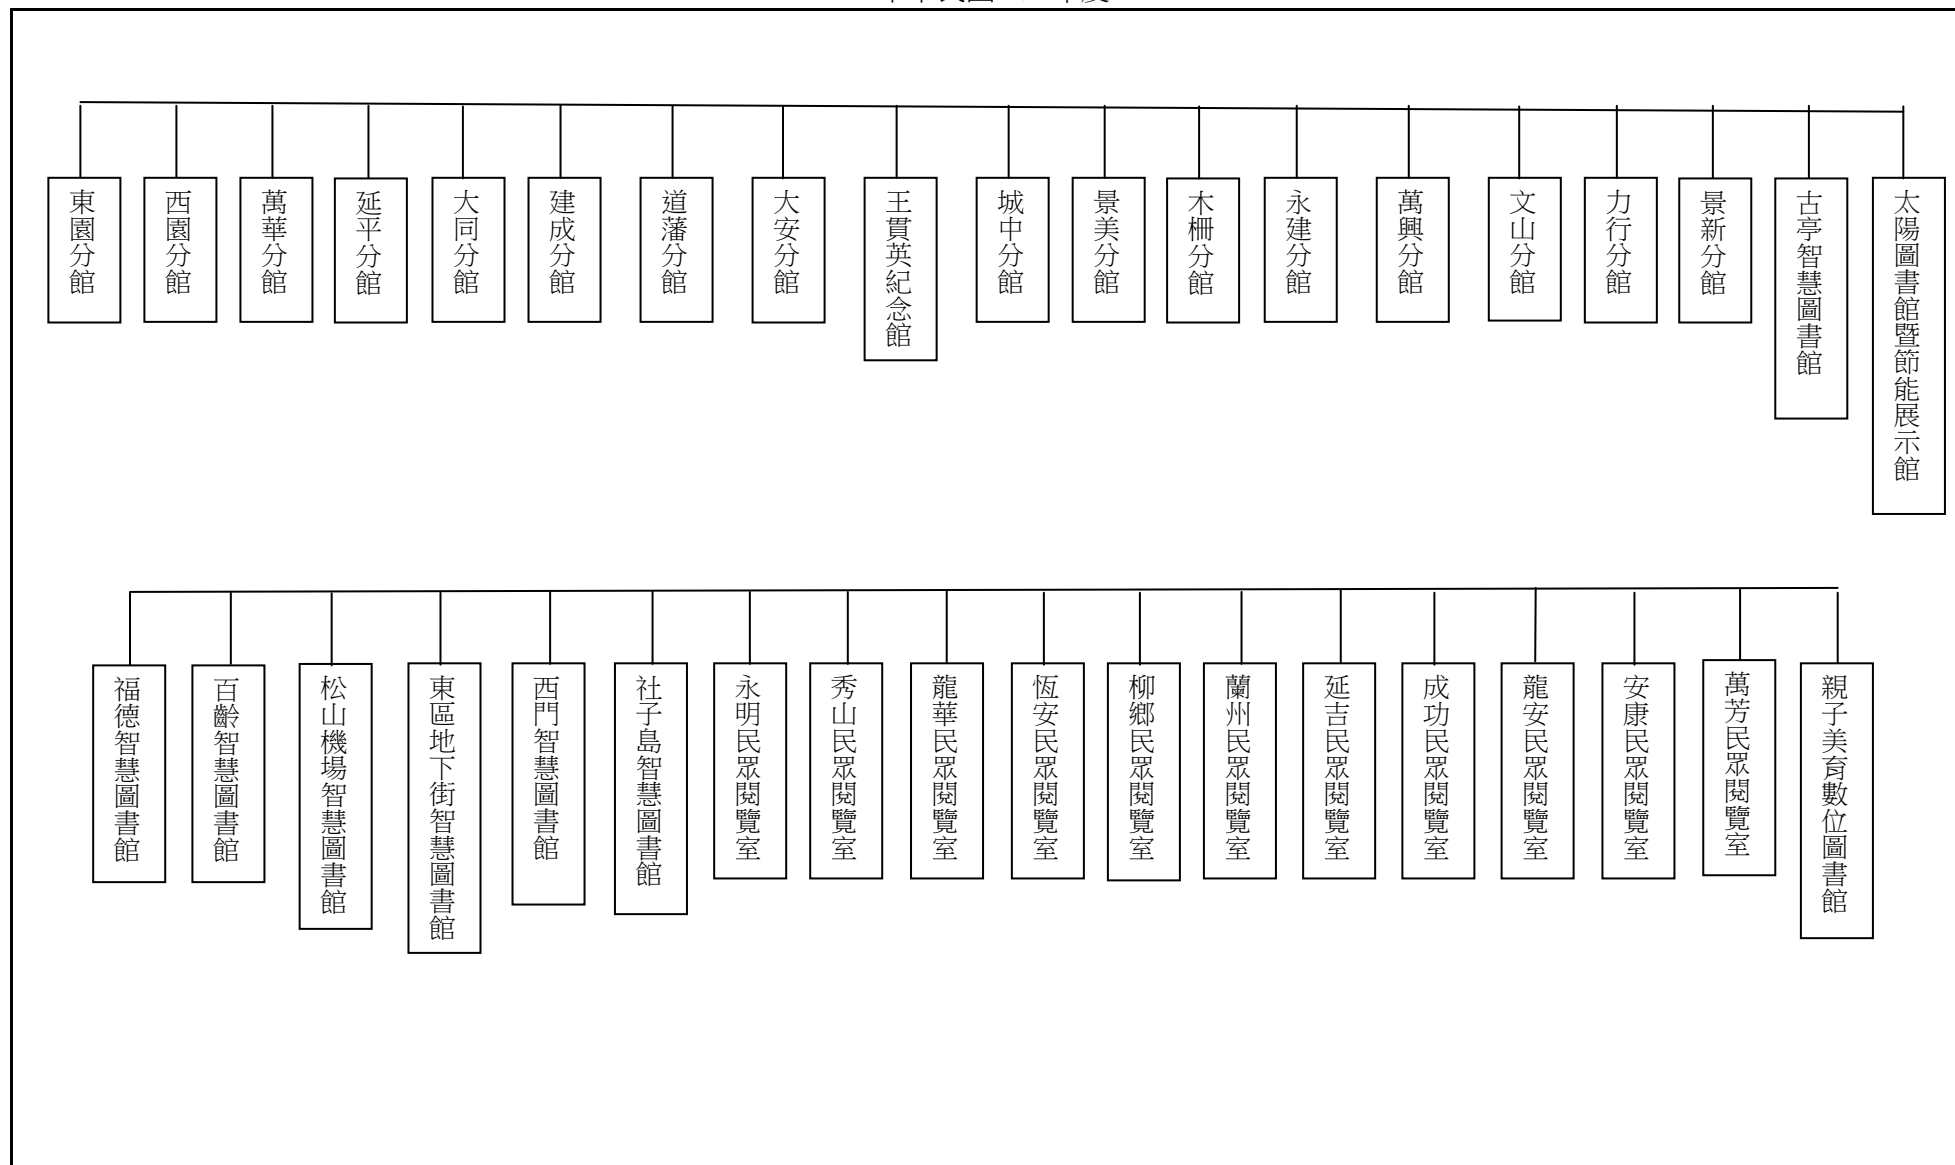 東園分館
西園分館
萬華分館
延平分館
大同分館
建成分館
道藩分館
大安分館
王貫英紀念館
城中分館
景美分館
木柵分館
永建分館
萬興分館
文山分館
力行分館
景新分館
古亭智慧圖書館
太陽圖書館暨節能展示館
福德智慧圖書館
百齡智慧圖書館
松山機場智慧圖書館
東區地下街智慧圖書館
西門智慧圖書館
社子島智慧圖書館
永明民眾閱覽室
秀山民眾閱覽室
龍華民眾閱覽室
恆安民眾閱覽室
柳鄉民眾閱覽室
蘭州民眾閱覽室
延吉民眾閱覽室
成功民眾閱覽室
龍安民眾閱覽室
安康民眾閱覽室
萬芳民眾閱覽室
親子美育數位圖書館